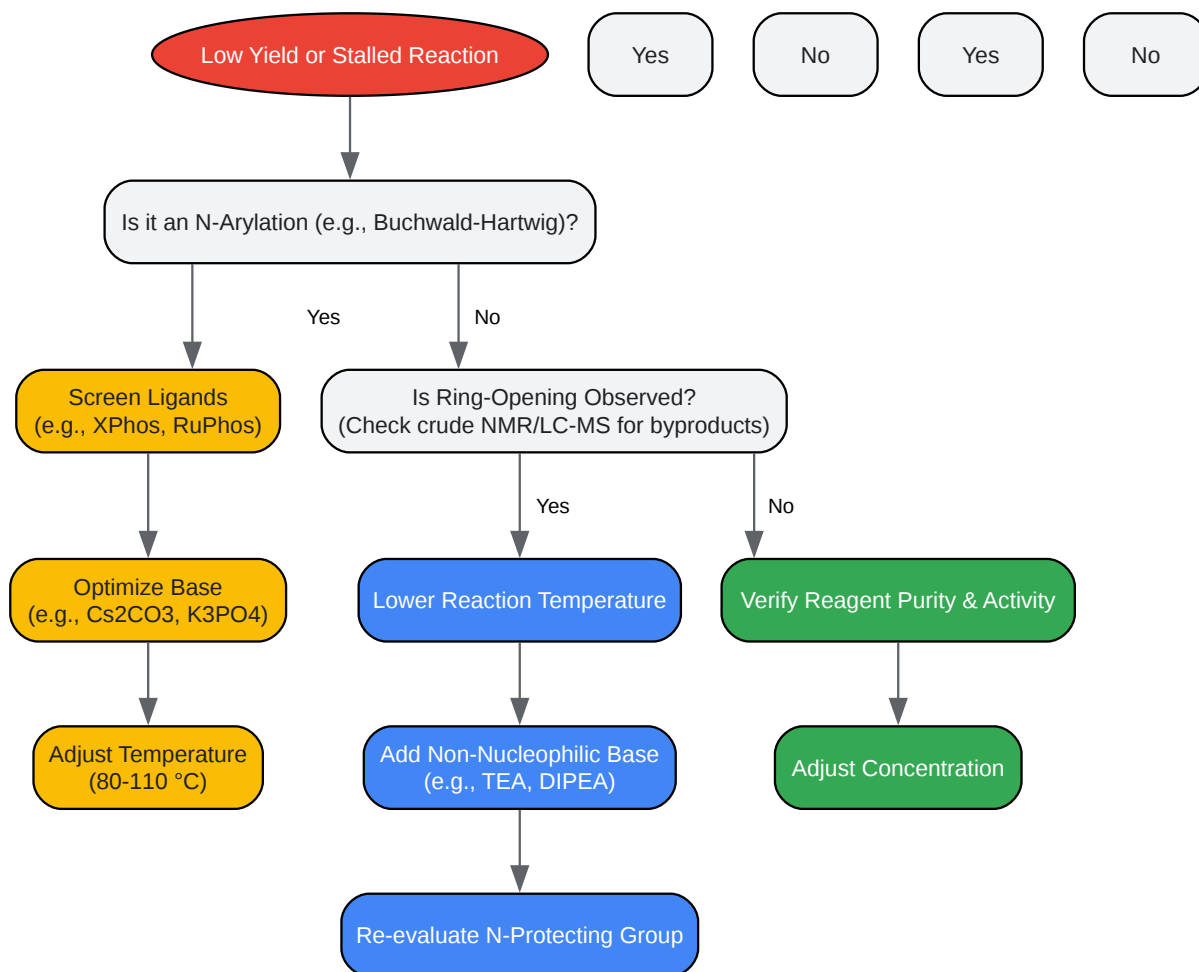 Low Yield or Stalled Reaction
Yes
No
Yes
No
Is it an N-Arylation (e.g., Buchwald-Hartwig)?
Yes
No
Screen Ligands
(e.g., XPhos, RuPhos)
Is Ring-Opening Observed?
(Check crude NMR/LC-MS for byproducts)
Yes
No
Optimize Base
(e.g., Cs2CO3, K3PO4)
Lower Reaction Temperature
Verify Reagent Purity & Activity
Adjust Temperature
(80-110 °C)
Add Non-Nucleophilic Base
(e.g., TEA, DIPEA)
Adjust Concentration
Re-evaluate N-Protecting Group